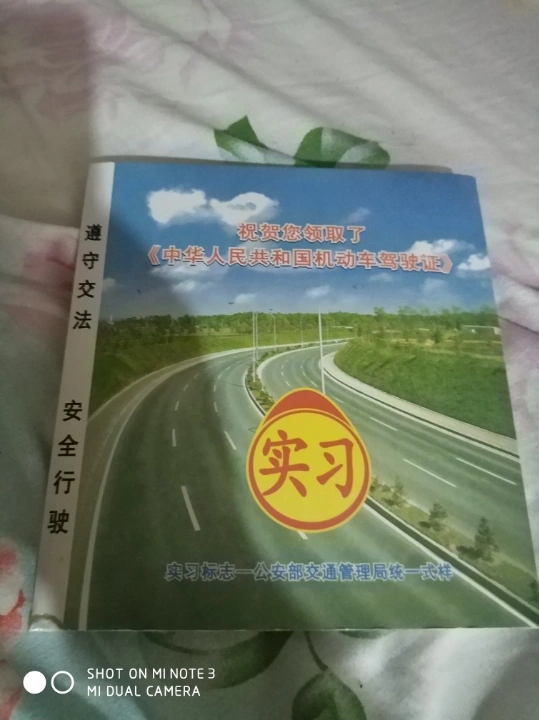 祝贺您领取了
《中华人民共和国机动车驾驶证》
遵守交法 安全行驶
实习
实习标志一公安部交通管理局统一式样
SHOT ON MI NOTE 3
MI DUAL CAMERA